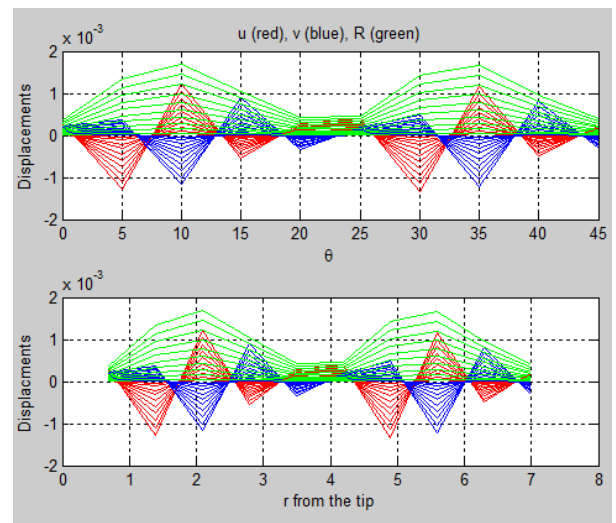 u (red), v (blue), R (green)
x 10^-3
2
1
0
-1
-2
Displacements
0 5 10 15 20 25 30 35 40 45
θ
x 10^-3
2
1
0
-1
-2
Displacments
0 1 2 3 4 5 6 7 8
r from the tip